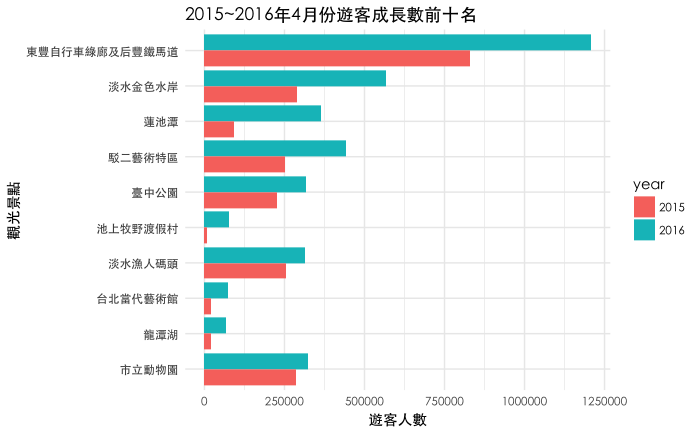 2015~2016年4月份遊客成長數前十名
觀光景點
東豐自行車綠廊及后豐鐵馬道
淡水金色水岸
蓮池潭
駁二藝術特區
臺中公園
池上牧野渡假村
淡水漁人碼頭
台北當代藝術館
龍潭湖
市立動物園
0 250000 500000 750000 1000000 1250000
遊客人數
year
2015
2016